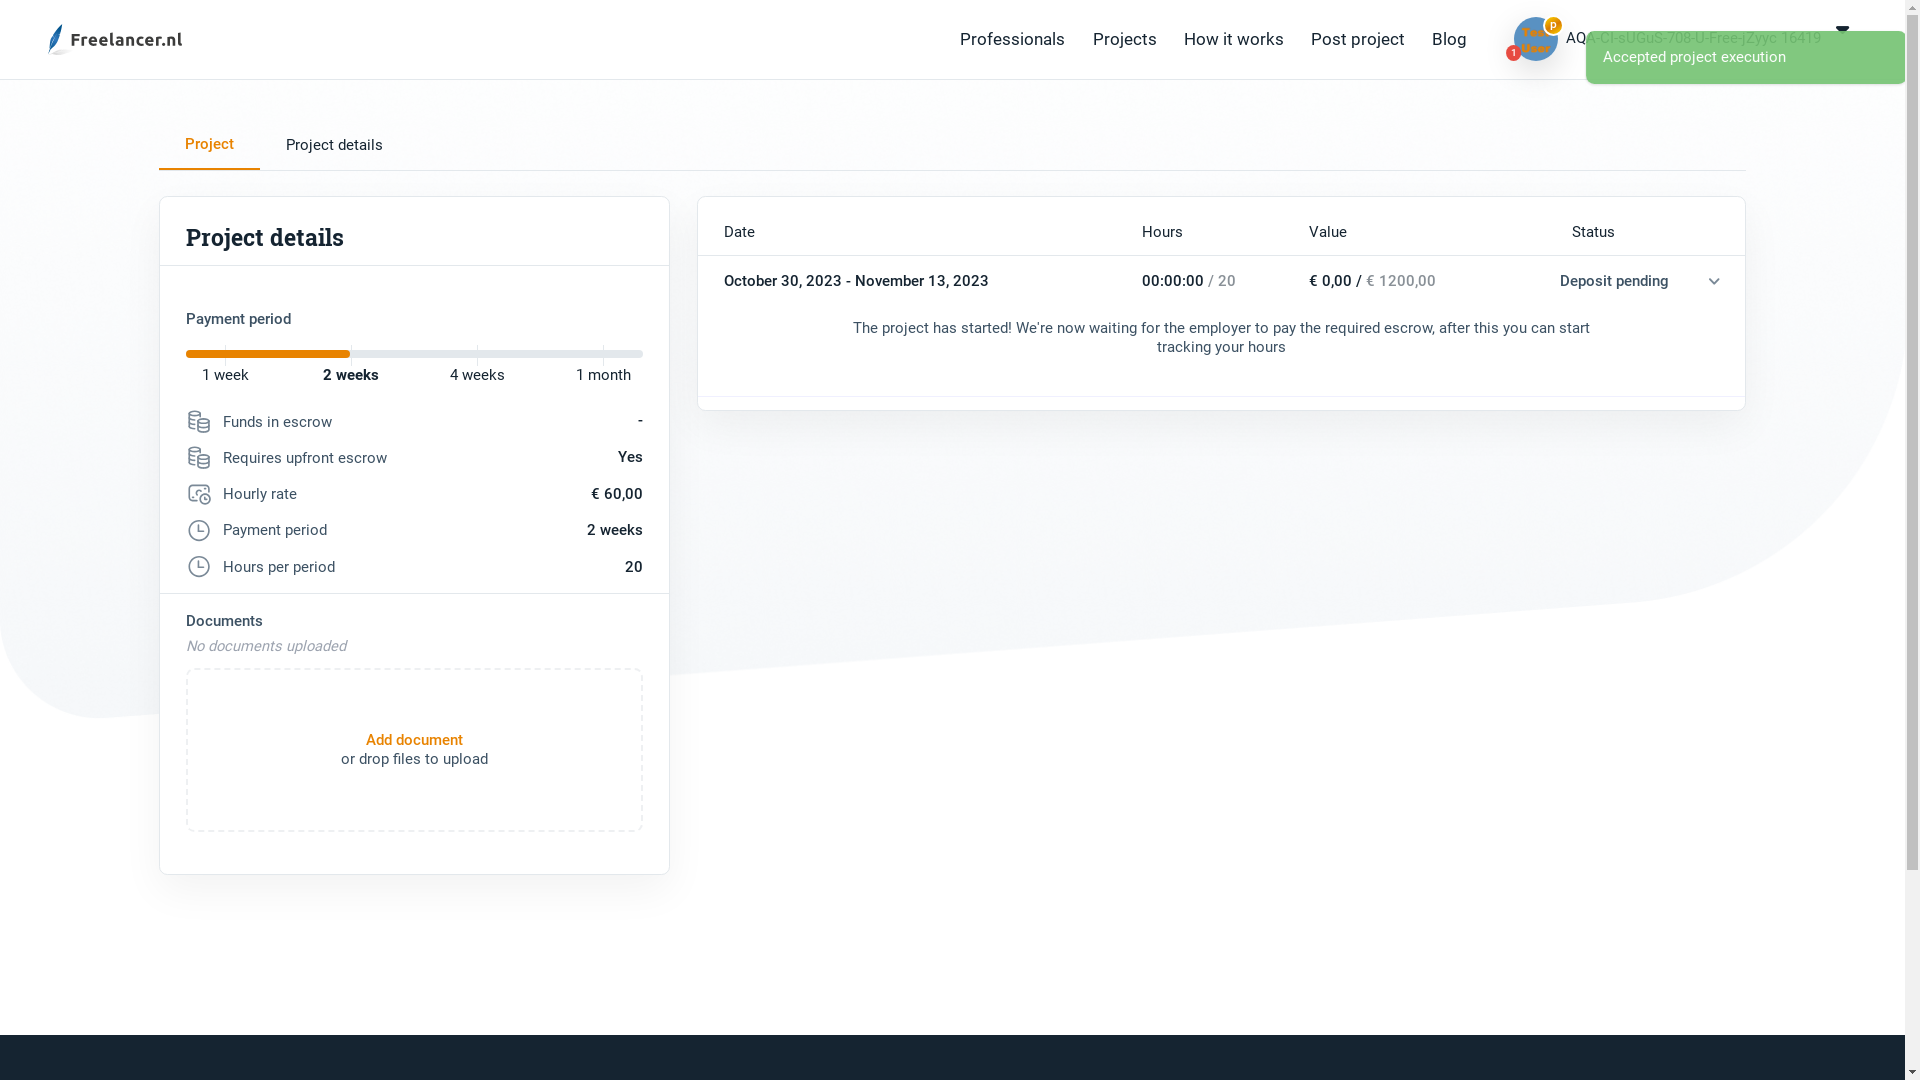 Freelancer.nl
Professionals
Projects
How it works
Post project
Blog
Test
User
p
1
AQA-CI-sUGuS-708-U-Free-jZyyc 16419
Accepted project execution
Project
Project details
Project details
Payment period
1 week
2 weeks
4 weeks
1 month
Funds in escrow -
Requires upfront escrow Yes
Hourly rate € 60,00
Payment period 2 weeks
Hours per period 20
Documents
No documents uploaded
Add document
or drop files to upload
Date Hours Value Status
October 30, 2023 - November 13, 2023 00:00:00 / 20 € 0,00 / € 1200,00 Deposit pending
The project has started! We're now waiting for the employer to pay the required escrow, after this you can start
tracking your hours